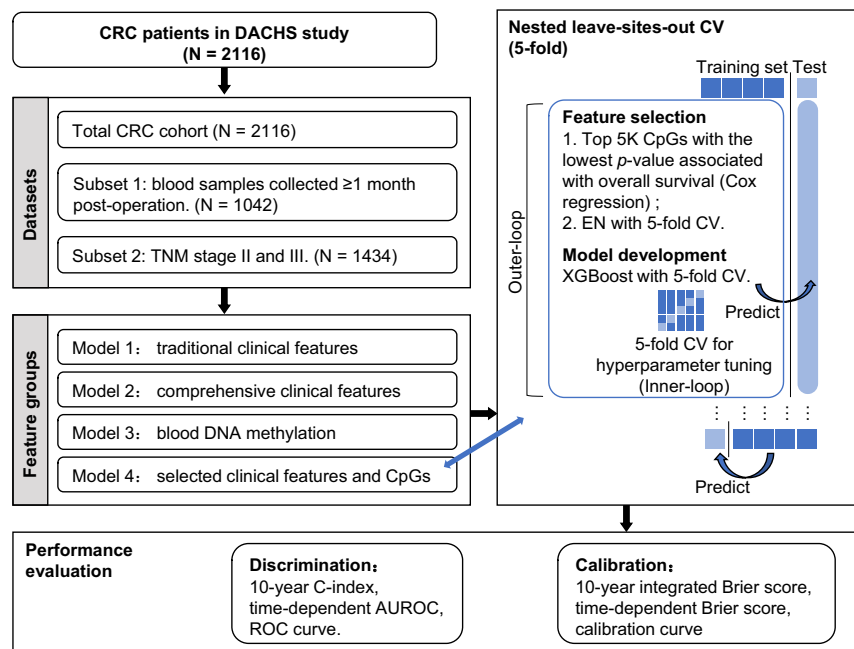 CRC patients in DACHS study
(N = 2116)
Datasets
Total CRC cohort (N = 2116)
Subset 1: blood samples collected ≥1 month
post-operation. (N = 1042)
Subset 2: TNM stage II and III. (N = 1434)
Feature groups
Model 1： traditional clinical features
Model 2： comprehensive clinical features
Model 3： blood DNA methylation
Model 4： selected clinical features and CpGs
Nested leave-sites-out CV
(5-fold)
Training set
Test
Outer-loop
Feature selection
1. Top 5K CpGs with the
lowest p-value associated
with overall survival (Cox
regression) ;
2. EN with 5-fold CV.
Model development
XGBoost with 5-fold CV.
Predict
5-fold CV for
hyperparameter tuning
(Inner-loop)
Predict
Performance
evaluation
Discrimination：
10-year C-index,
time-dependent AUROC,
ROC curve.
Calibration：
10-year integrated Brier score,
time-dependent Brier score,
calibration curve